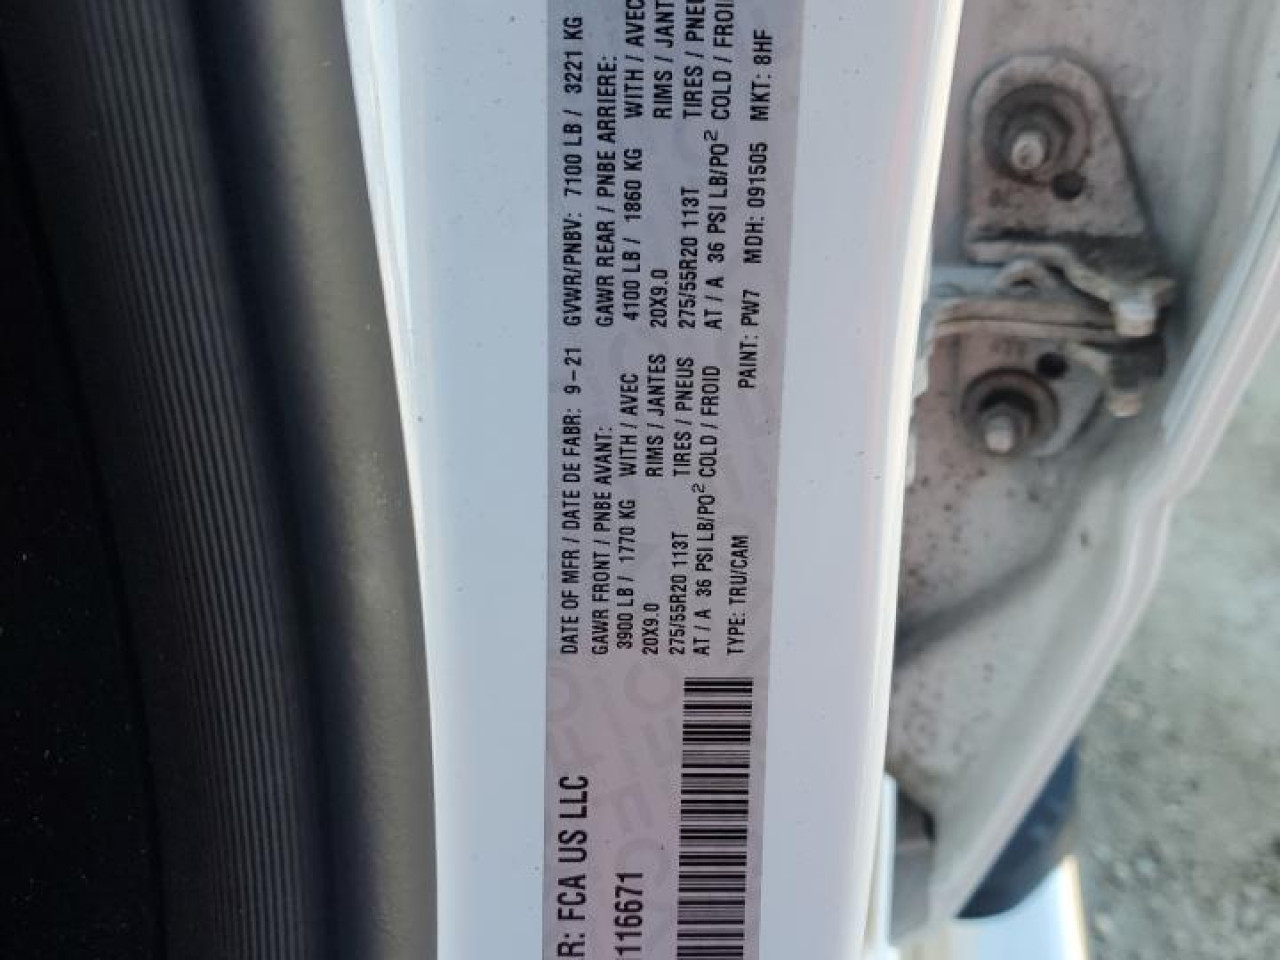 R: FCA US LLC
116671
DATE OF MFR / DATE DE FABR: 9-21 GVWR/PNBV: 7100 LB / 3221 KG
GAWR FRONT / PNBE AVANT: GAWR REAR / PNBE ARRIERE:
3900 LB / 1770 KG WITH / AVEC 4100 LB / 1860 KG WITH / AVEC
20X9.0 RIMS / JANTES 20X9.0 RIMS / JANT
275/55R20 113T TIRES / PNEUS 275/55R20 113T TIRES / PNE
AT / A 36 PSI LB/PO² COLD / FROID AT / A 36 PSI LB/PO² COLD / FROI
TYPE: TRU/CAM PAINT: PW7 MDH: 091505 MKT: 8HF